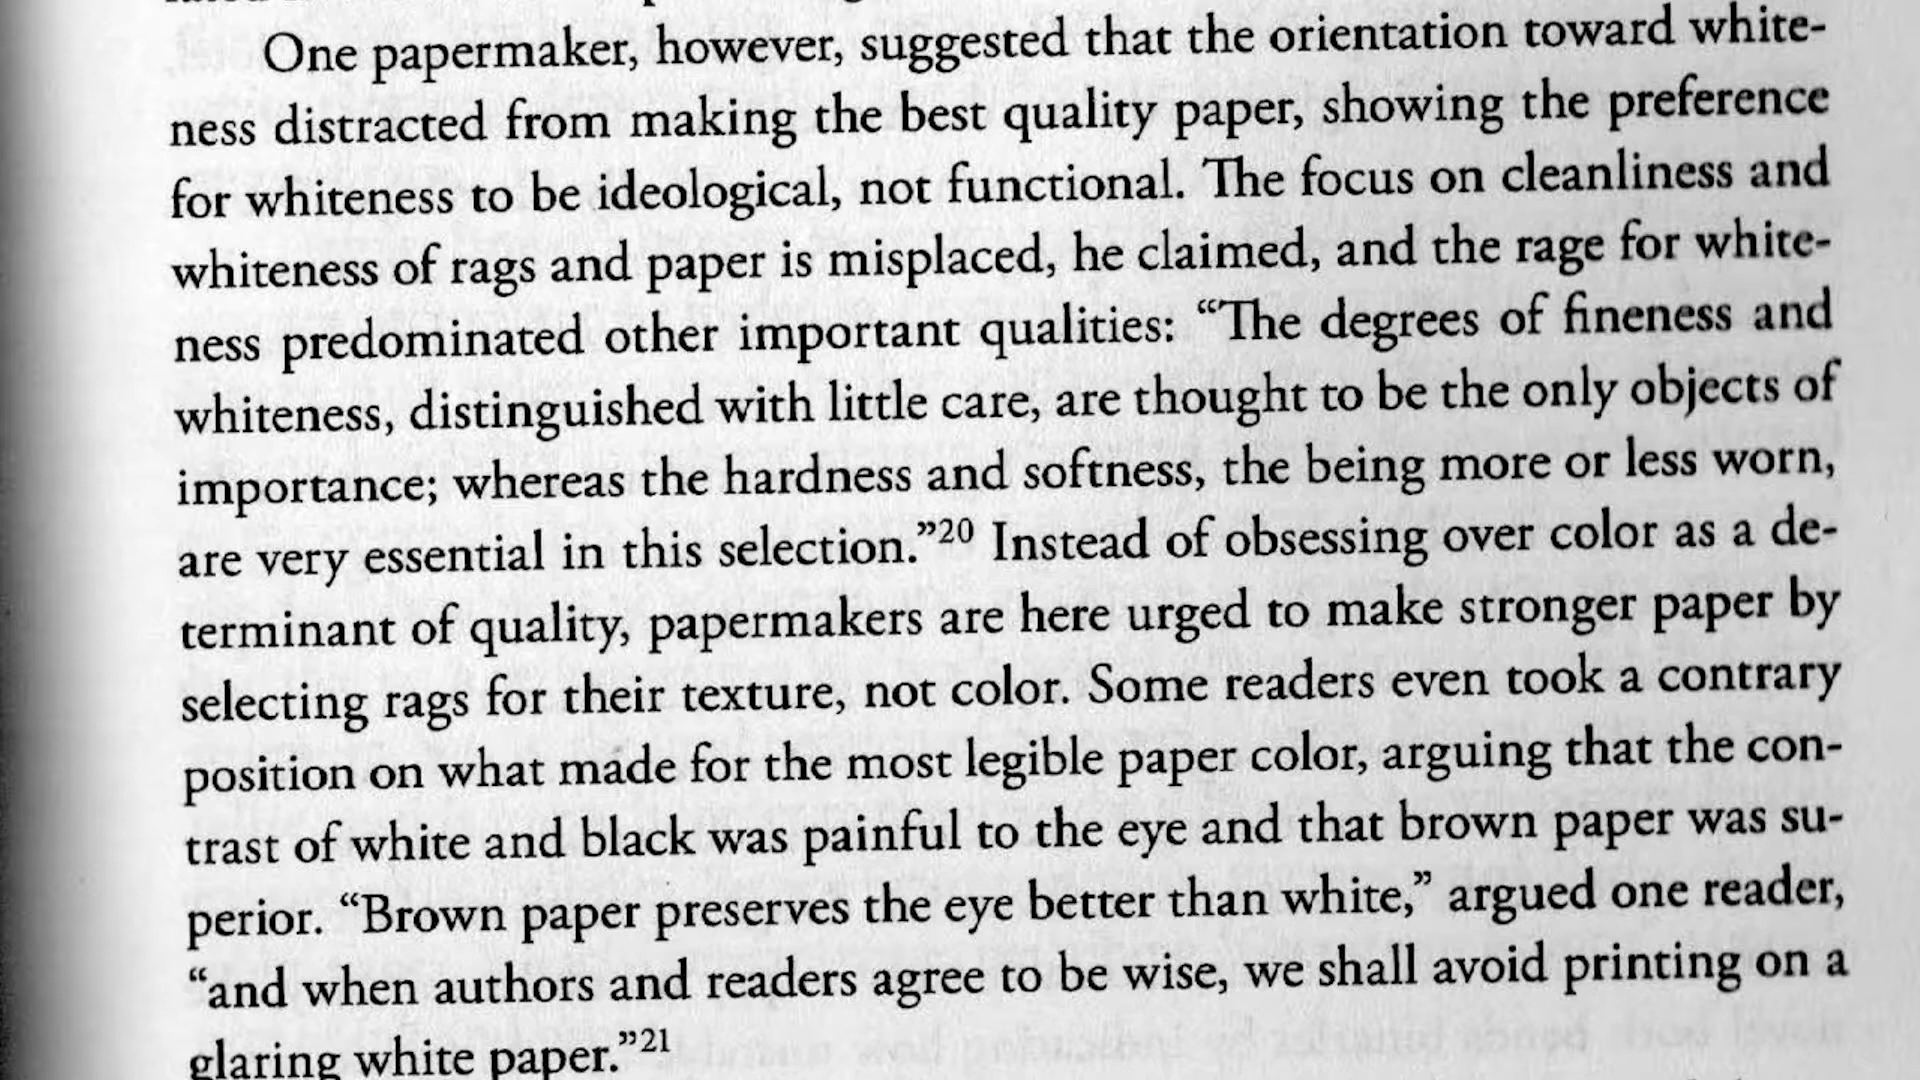 One papermaker, however, suggested that the orientation toward white-
ness distracted from making the best quality paper, showing the preference
for whiteness to be ideological, not functional. The focus on cleanliness and
whiteness of rags and paper is misplaced, he claimed, and the rage for white-
ness predominated other important qualities: “The degrees of fineness and
whiteness, distinguished with little care, are thought to be the only objects of
importance; whereas the hardness and softness, the being more or less worn,
are very essential in this selection.”20 Instead of obsessing over color as a de-
terminant of quality, papermakers are here urged to make stronger paper by
selecting rags for their texture, not color. Some readers even took a contrary
position on what made for the most legible paper color, arguing that the con-
trast of white and black was painful to the eye and that brown paper was su-
perior. “Brown paper preserves the eye better than white,” argued one reader,
“and when authors and readers agree to be wise, we shall avoid printing on a
glaring white paper.”21